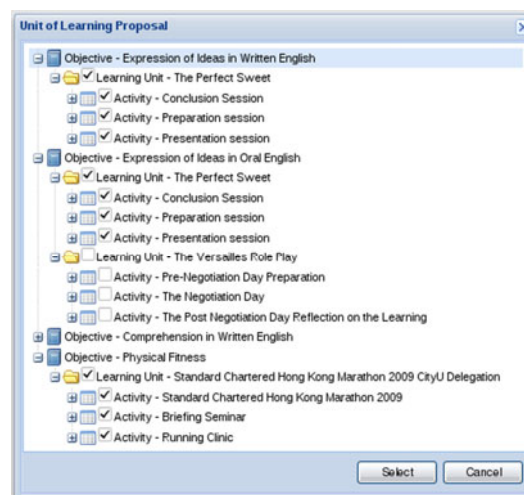 Unit of Learning Proposal
Objective - Expression of Ideas in Written English
Learning Unit - The Perfect Sweet
Activity - Conclusion Session
Activity - Preparation session
Activity - Presentation session
Objective - Expression of Ideas in Oral English
Learning Unit - The Perfect Sweet
Activity - Conclusion Session
Activity - Preparation session
Activity - Presentation session
Learning Unit - The Versailles Role Play
Activity - Pre-Negotiation Day Preparation
Activity - The Negotiation Day
Activity - The Post Negotiation Day Reflection on the Learning
Objective - Comprehension in Written English
Objective - Physical Fitness
Learning Unit - Standard Chartered Hong Kong Marathon 2009 CityU Delegation
Activity - Standard Chartered Hong Kong Marathon 2009
Activity - Briefing Seminar
Activity - Running Clinic
Select Cancel